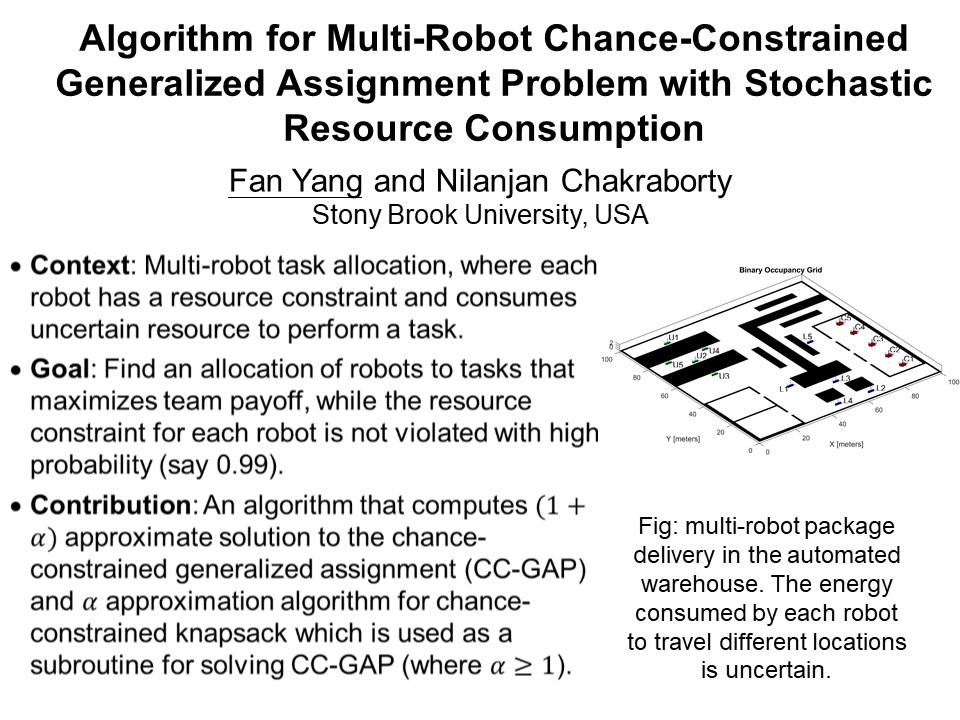 Algorithm for Multi-Robot Chance-Constrained
Generalized Assignment Problem with Stochastic
Resource Consumption
Fan Yang and Nilanjan Chakraborty
Stony Brook University, USA
• Context: Multi-robot task allocation, where each
robot has a resource constraint and consumes
uncertain resource to perform a task.
• Goal: Find an allocation of robots to tasks that
maximizes team payoff, while the resource
constraint for each robot is not violated with high
probability (say 0.99).
• Contribution: An algorithm that computes (1 +
α) approximate solution to the chance-
constrained generalized assignment (CC-GAP)
and α approximation algorithm for chance-
constrained knapsack which is used as a
subroutine for solving CC-GAP (where α ≥ 1).
Binary Occupancy Grid
U1
U4
U2
U5
U3
C5
C4
C3
C2
C1
L5
L3
L1
L2
L4
2
0
100
80
60
40
20
0
Y [meters]
0
20
40
60
80
100
X [meters]
Fig: multi-robot package
delivery in the automated
warehouse. The energy
consumed by each robot
to travel different locations
is uncertain.